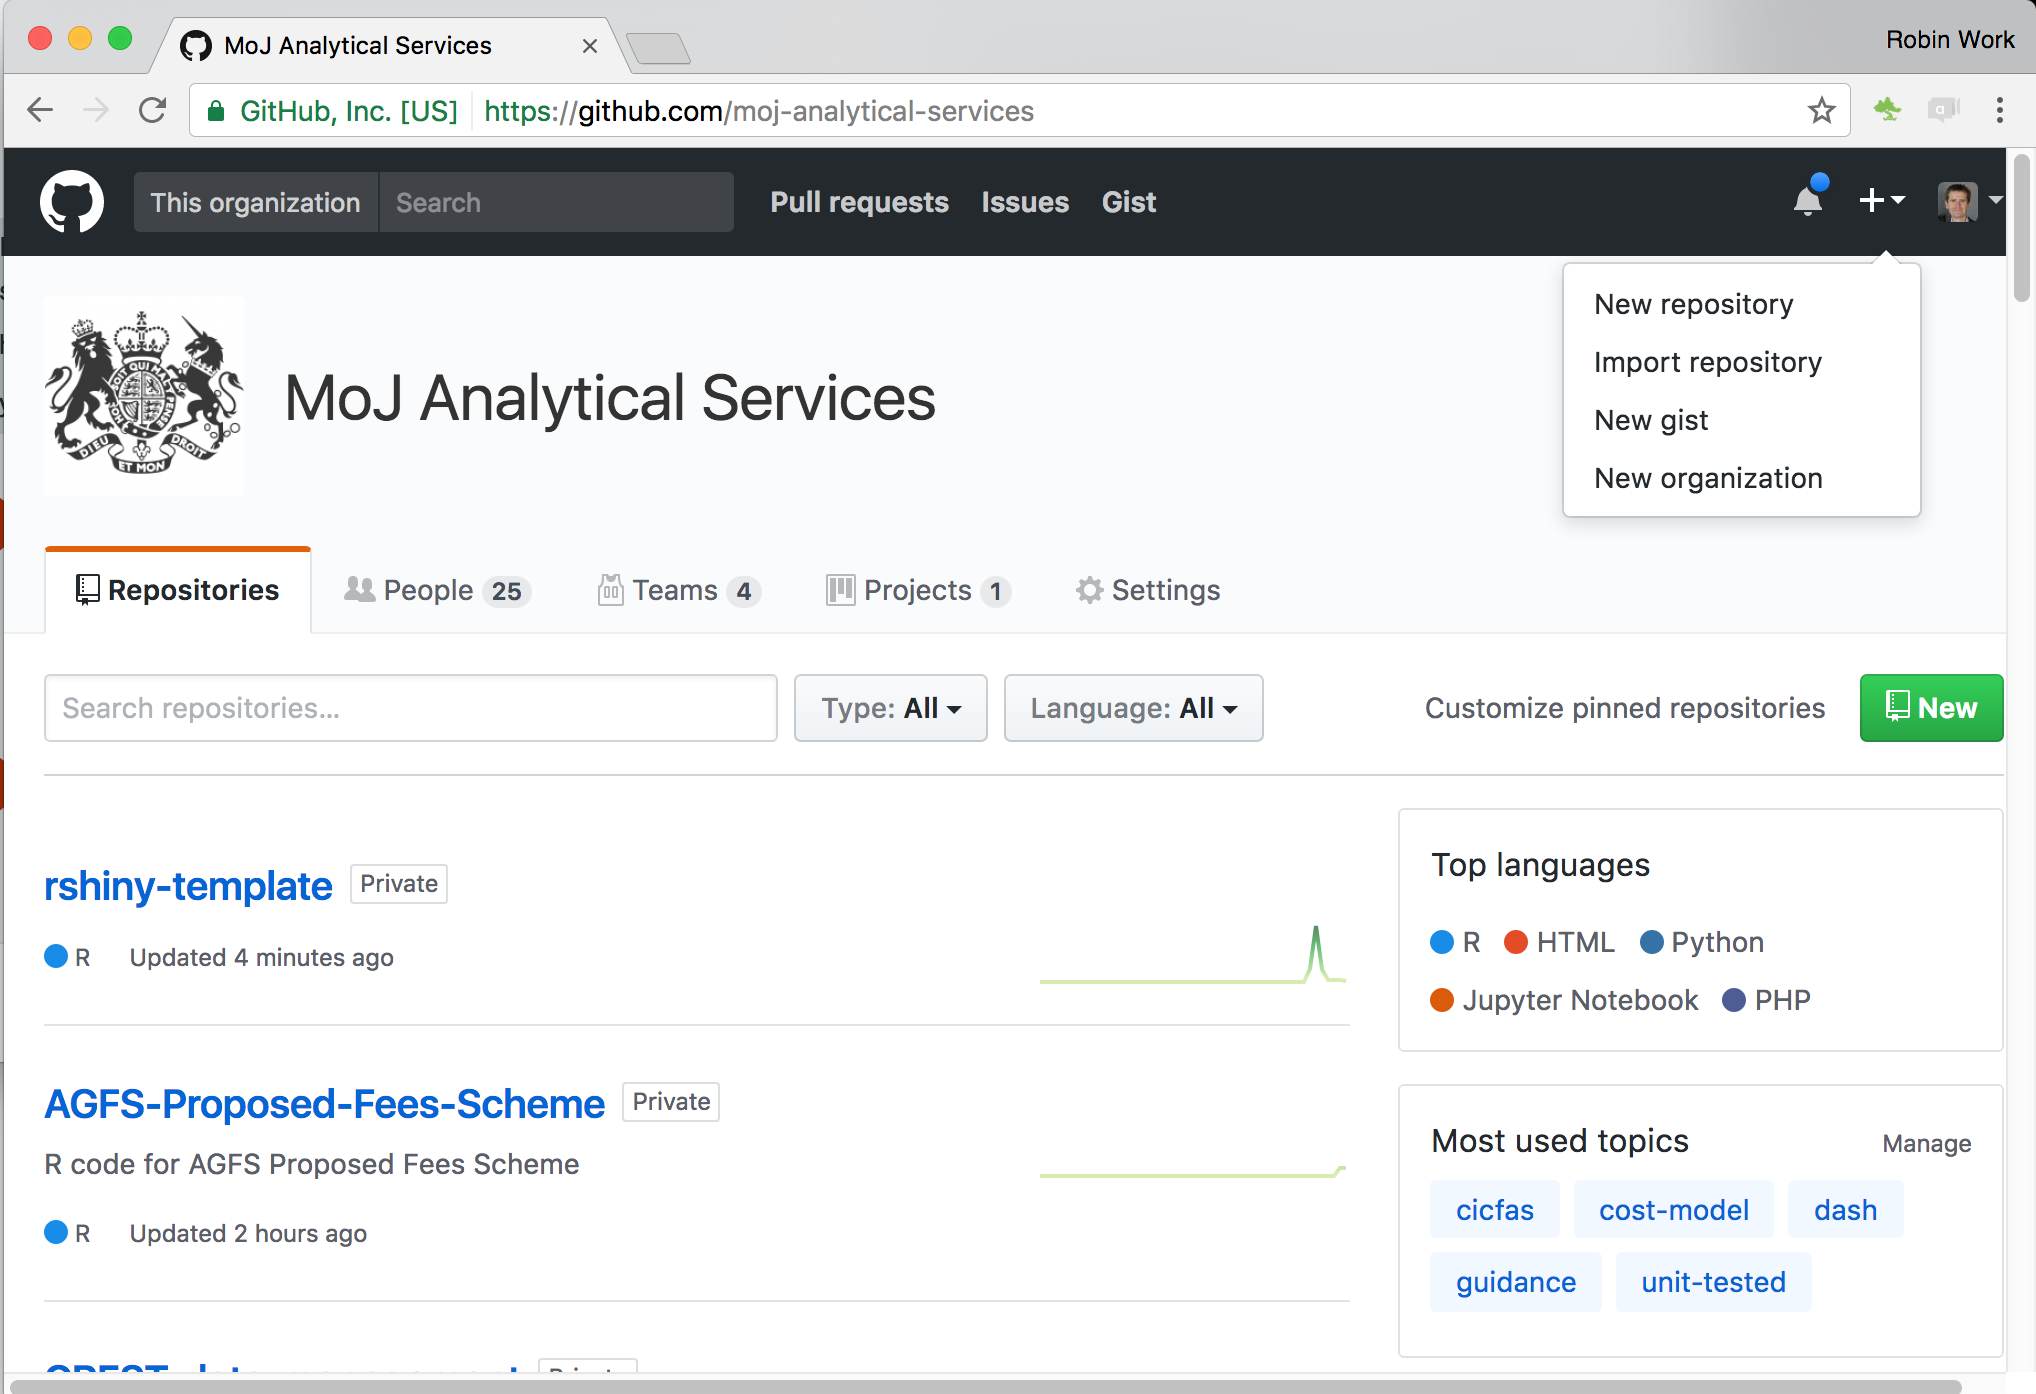 MoJ Analytical Services
Robin Work
GitHub, Inc. [US] https://github.com/moj-analytical-services
This organization Search Pull requests Issues Gist
New repository
Import repository
New gist
New organization
MoJ Analytical Services
DIEU ET MON DROIT
Repositories People 25 Teams 4 Projects 1 Settings
Search repositories... Type: All Language: All Customize pinned repositories New
rshiny-template Private
R Updated 4 minutes ago
AGFS-Proposed-Fees-Scheme Private
R code for AGFS Proposed Fees Scheme
R Updated 2 hours ago
Top languages
R HTML Python
Jupyter Notebook PHP
Most used topics Manage
cicfas cost-model dash
guidance unit-tested